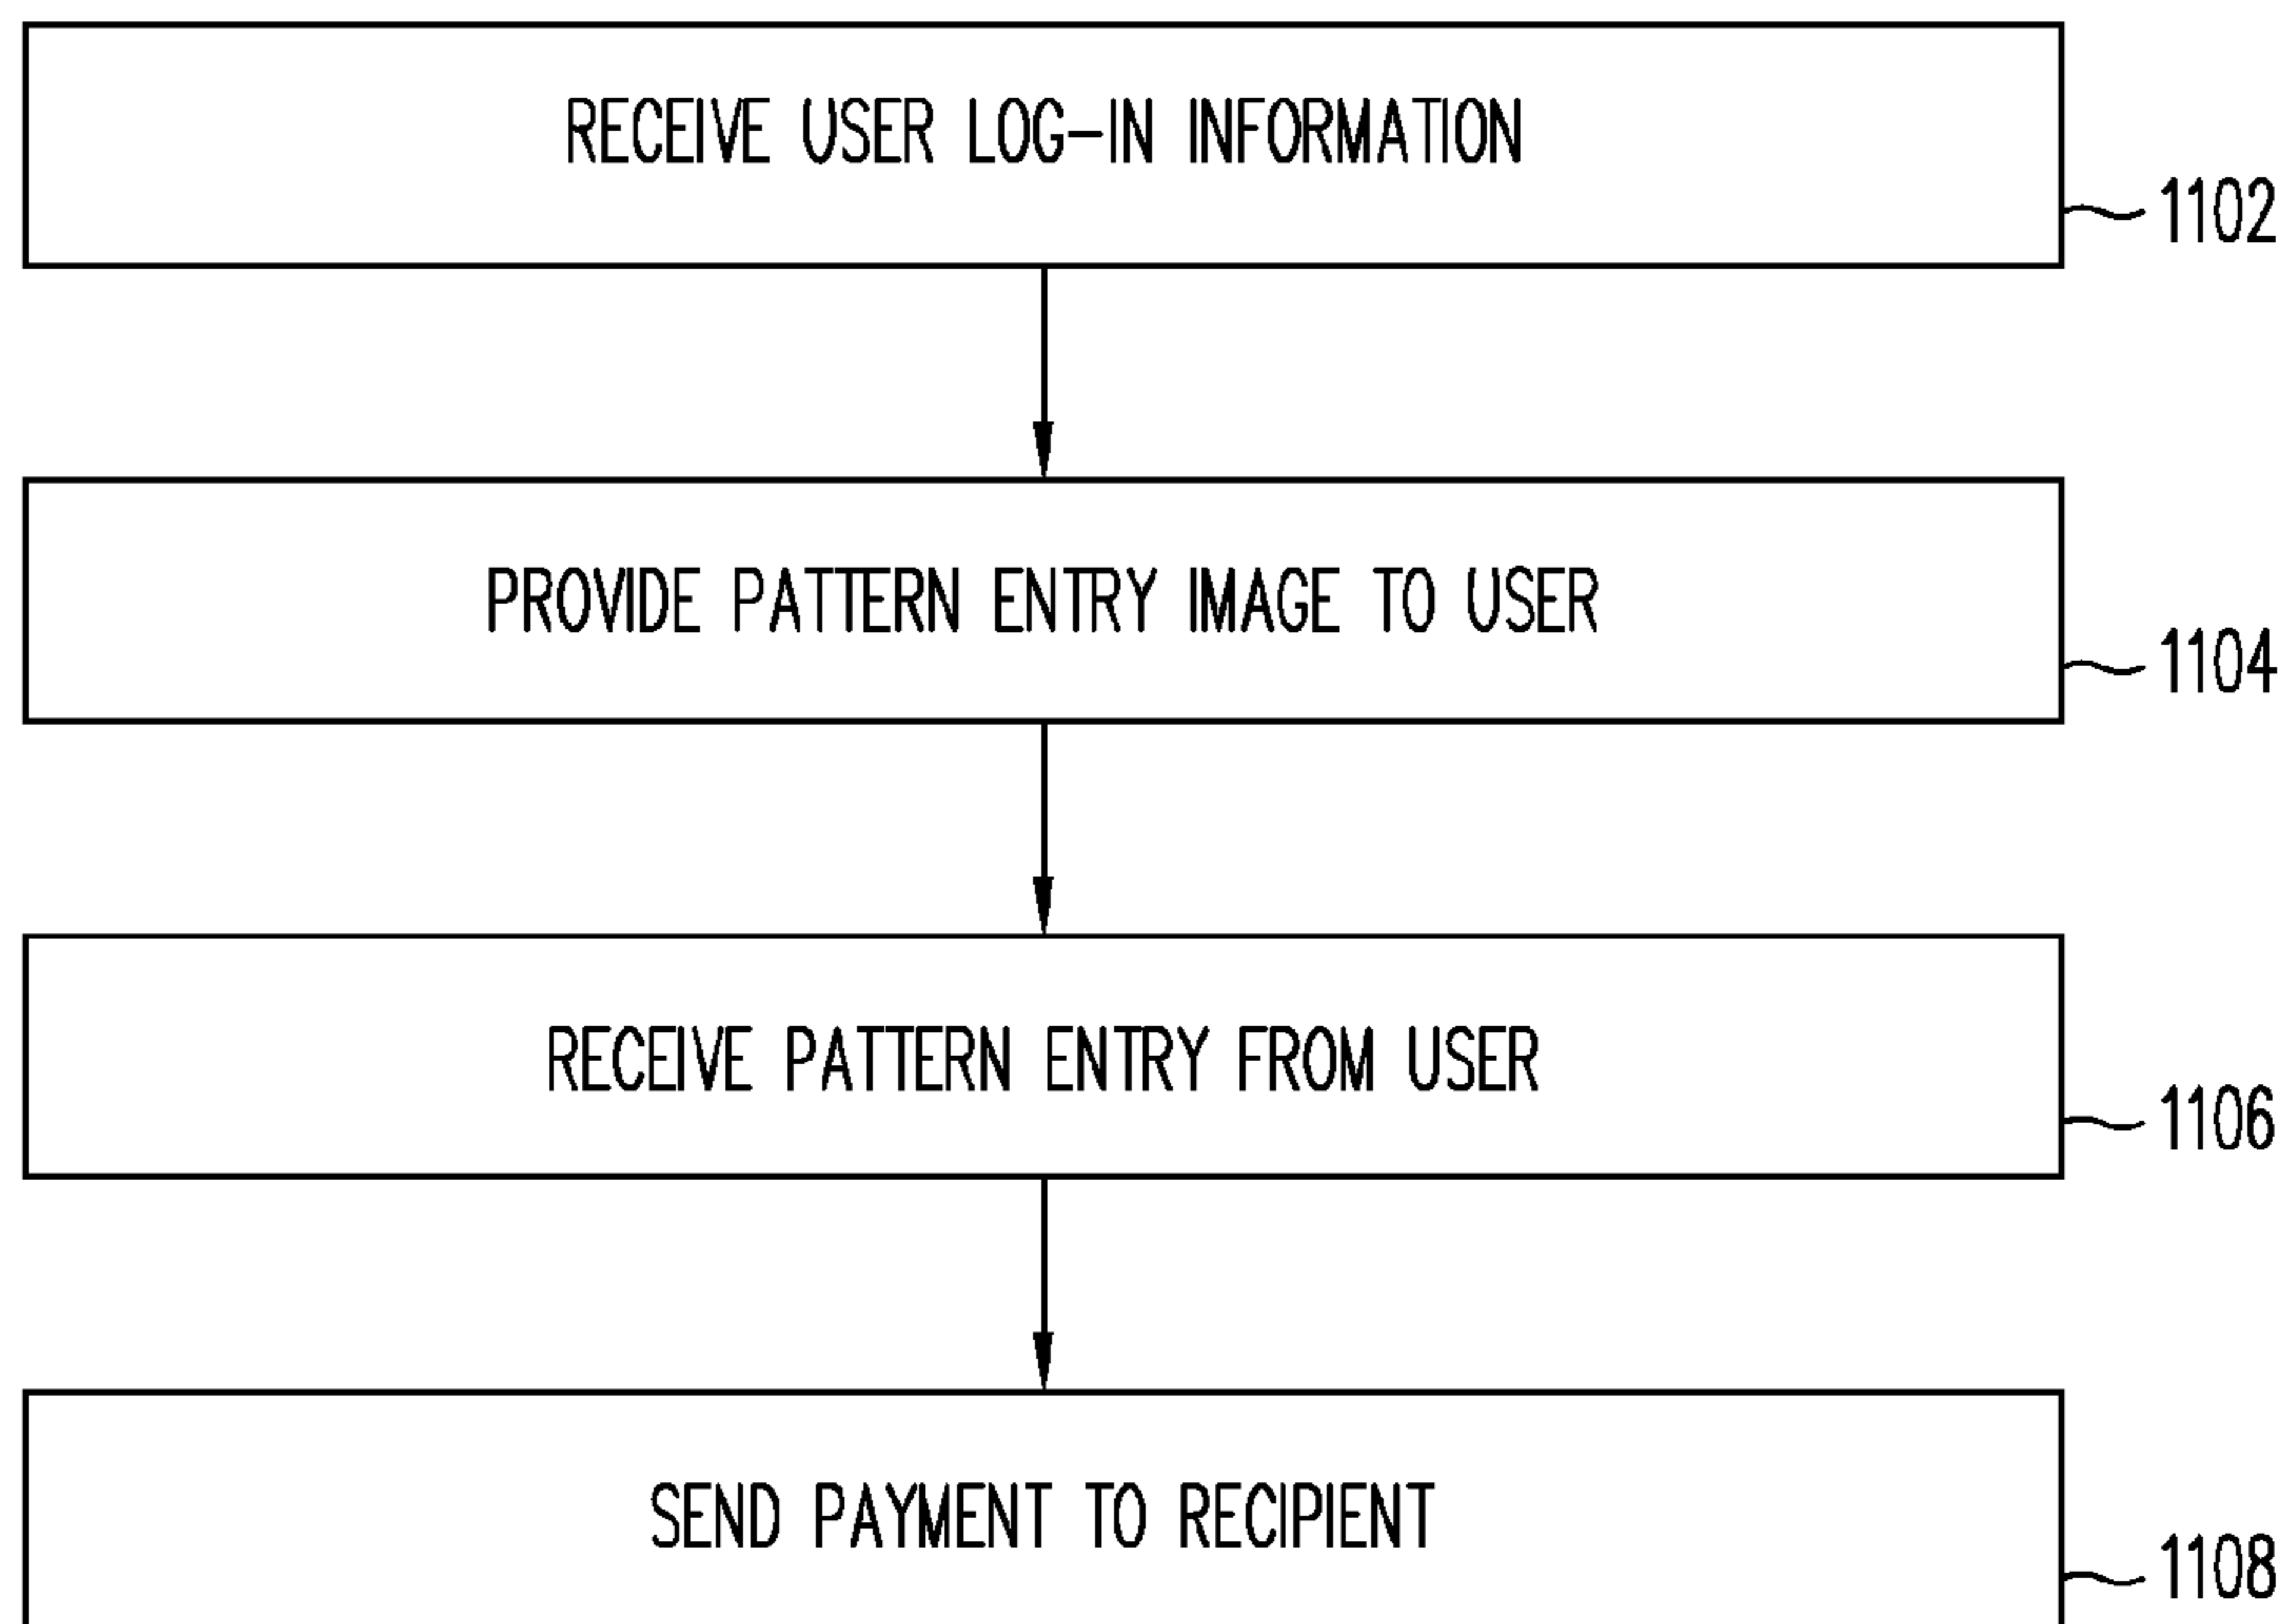 RECEIVE USER LOG-IN INFORMATION
1102
PROVIDE PATTERN ENTRY IMAGE TO USER
1104
RECEIVE PATTERN ENTRY FROM USER
1106
SEND PAYMENT TO RECIPIENT
1108